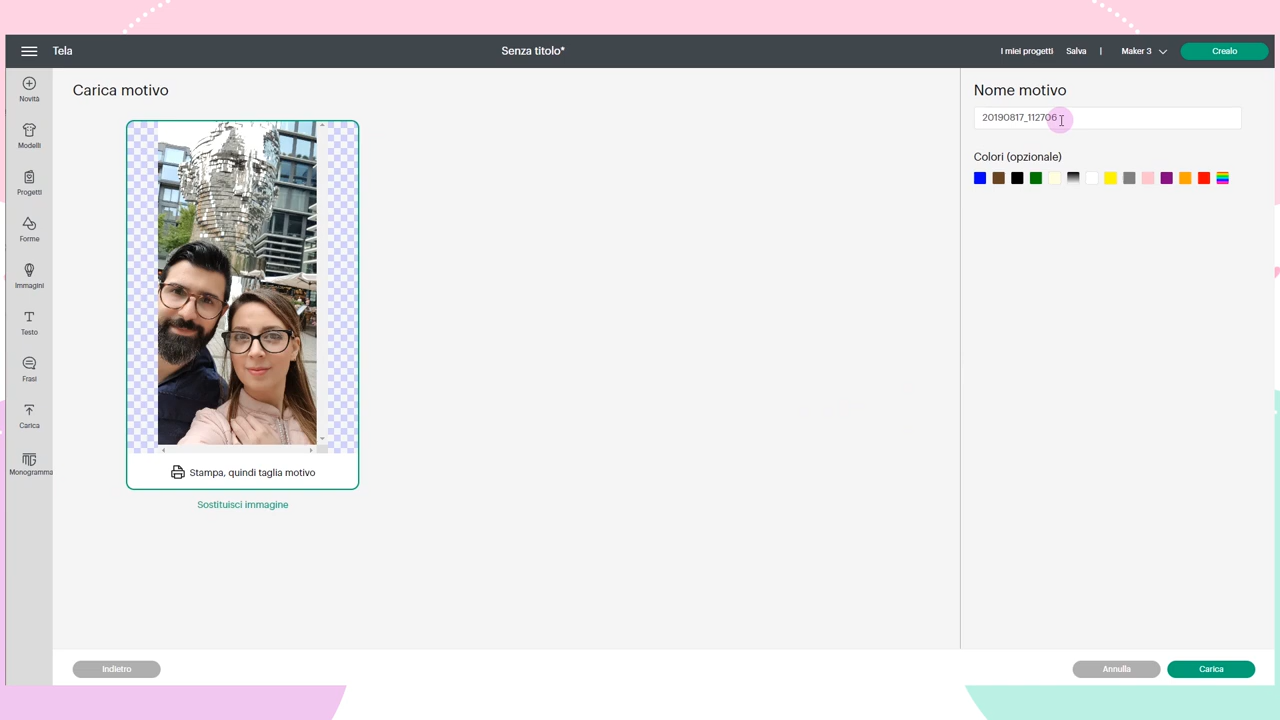 Tela
Senza titolo*
I miei progetti
Salva
|
Maker 3
Crealo
Novità
Modelli
Progetti
Forme
Immagini
Testo
Frasi
Carica
Monogramma
Carica motivo
Stampa, quindi taglia motivo
Sostituisci immagine
Nome motivo
20190817_112706
Colori (opzionale)
Indietro
Annulla
Carica